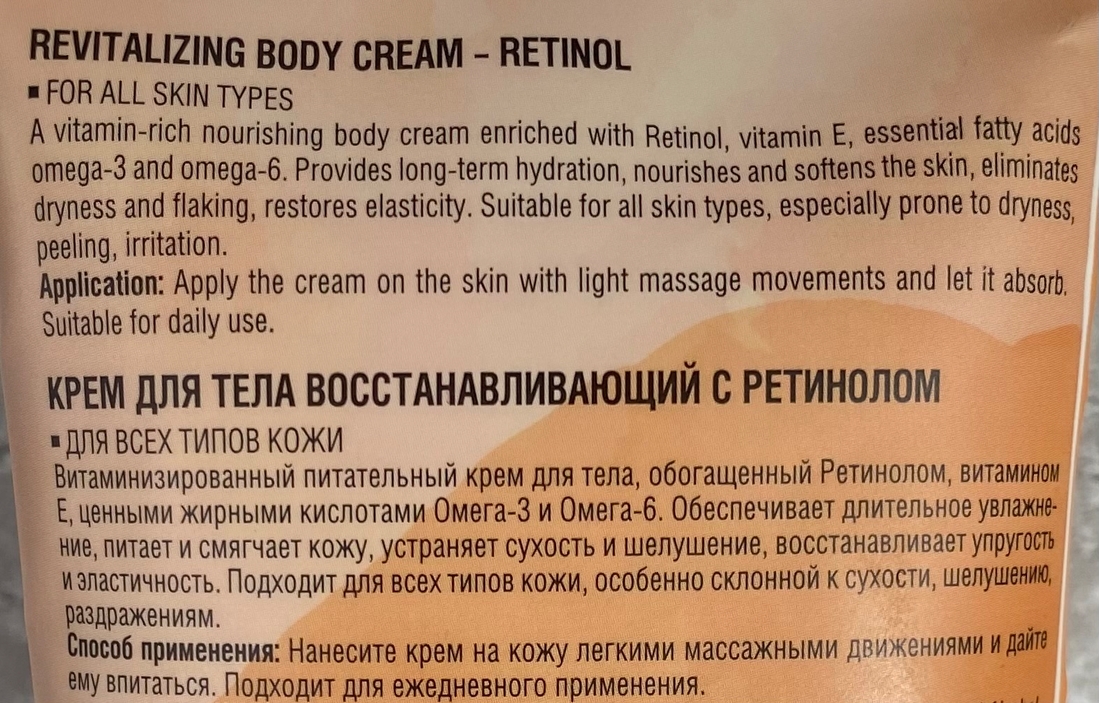 REVITALIZING BODY CREAM – RETINOL
▪ FOR ALL SKIN TYPES
A vitamin-rich nourishing body cream enriched with Retinol, vitamin E, essential fatty acids
omega-3 and omega-6. Provides long-term hydration, nourishes and softens the skin, eliminates
dryness and flaking, restores elasticity. Suitable for all skin types, especially prone to dryness,
peeling, irritation.
Application: Apply the cream on the skin with light massage movements and let it absorb.
Suitable for daily use.
КРЕМ ДЛЯ ТЕЛА ВОССТАНАВЛИВАЮЩИЙ С РЕТИНОЛОМ
▪ ДЛЯ ВСЕХ ТИПОВ КОЖИ
Витаминизированный питательный крем для тела, обогащенный Ретинолом, витамином
Е, ценными жирными кислотами Омега-3 и Омега-6. Обеспечивает длительное увлажне-
ние, питает и смягчает кожу, устраняет сухость и шелушение, восстанавливает упругость
и эластичность. Подходит для всех типов кожи, особенно склонной к сухости, шелушению,
раздражениям.
Способ применения: Нанесите крем на кожу легкими массажными движениями и дайте
ему впитаться. Подходит для ежедневного применения.